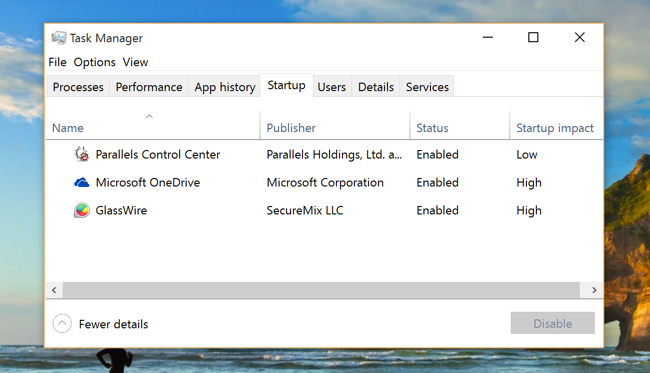 Task Manager
File Options View
Processes Performance App history Startup Users Details Services
Name Publisher Status Startup impact
Parallels Control Center Parallels Holdings, Ltd. a... Enabled Low
Microsoft OneDrive Microsoft Corporation Enabled High
GlassWire SecureMix LLC Enabled High
Fewer details Disable